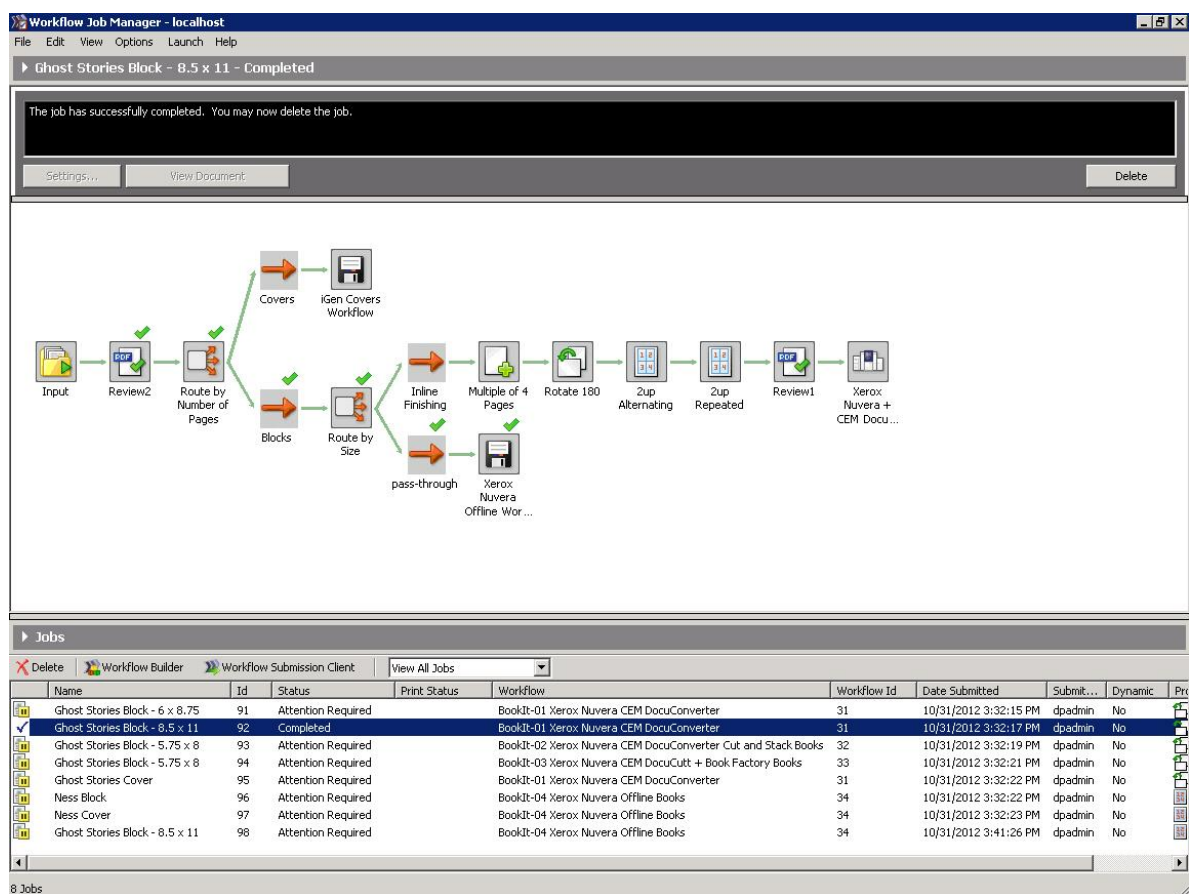 Workflow Job Manager - localhost
File Edit View Options Launch Help
Ghost Stories Block - 8.5 x 11 - Completed
The job has successfully completed. You may now delete the job.
Settings... View Document Delete
Covers
iGen Covers
Workflow
Input
Review2
Route by
Number of
Pages
Blocks
Route by
Size
Inline
Finishing
Multiple of 4
Pages
Rotate 180
2up
Alternating
2up
Repeated
Review1
Xerox
Nuvera +
CEM Docu...
pass-through
Xerox
Nuvera
Offline Wor...
Jobs
Delete Workflow Builder Workflow Submission Client View All Jobs
Name Id Status Print Status Workflow Workflow Id Date Submitted Submit... Dynamic Pro
Ghost Stories Block - 6 x 8.75 91 Attention Required BookIt-01 Xerox Nuvera CEM DocuConverter 31 10/31/2012 3:32:15 PM dpadmin No
Ghost Stories Block - 8.5 x 11 92 Completed BookIt-01 Xerox Nuvera CEM DocuConverter 31 10/31/2012 3:32:17 PM dpadmin No
Ghost Stories Block - 5.75 x 8 93 Attention Required BookIt-02 Xerox Nuvera CEM DocuConverter Cut and Stack Books 32 10/31/2012 3:32:19 PM dpadmin No
Ghost Stories Block - 5.75 x 8 94 Attention Required BookIt-03 Xerox Nuvera CEM DocuCutt + Book Factory Books 33 10/31/2012 3:32:21 PM dpadmin No
Ghost Stories Cover 95 Attention Required BookIt-01 Xerox Nuvera CEM DocuConverter 31 10/31/2012 3:32:22 PM dpadmin No
Ness Block 96 Attention Required BookIt-04 Xerox Nuvera Offline Books 34 10/31/2012 3:32:22 PM dpadmin No
Ness Cover 97 Attention Required BookIt-04 Xerox Nuvera Offline Books 34 10/31/2012 3:32:23 PM dpadmin No
Ghost Stories Block - 8.5 x 11 98 Attention Required BookIt-04 Xerox Nuvera Offline Books 34 10/31/2012 3:41:26 PM dpadmin No
8 Jobs